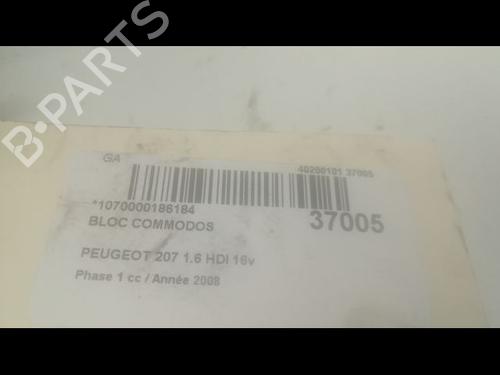 B-PARTS
GA
40200101 37005
*1070000186184
37005
BLOC COMMODOS
PEUGEOT 207 1.6 HDI 16v
Phase 1 cc / Année 2008